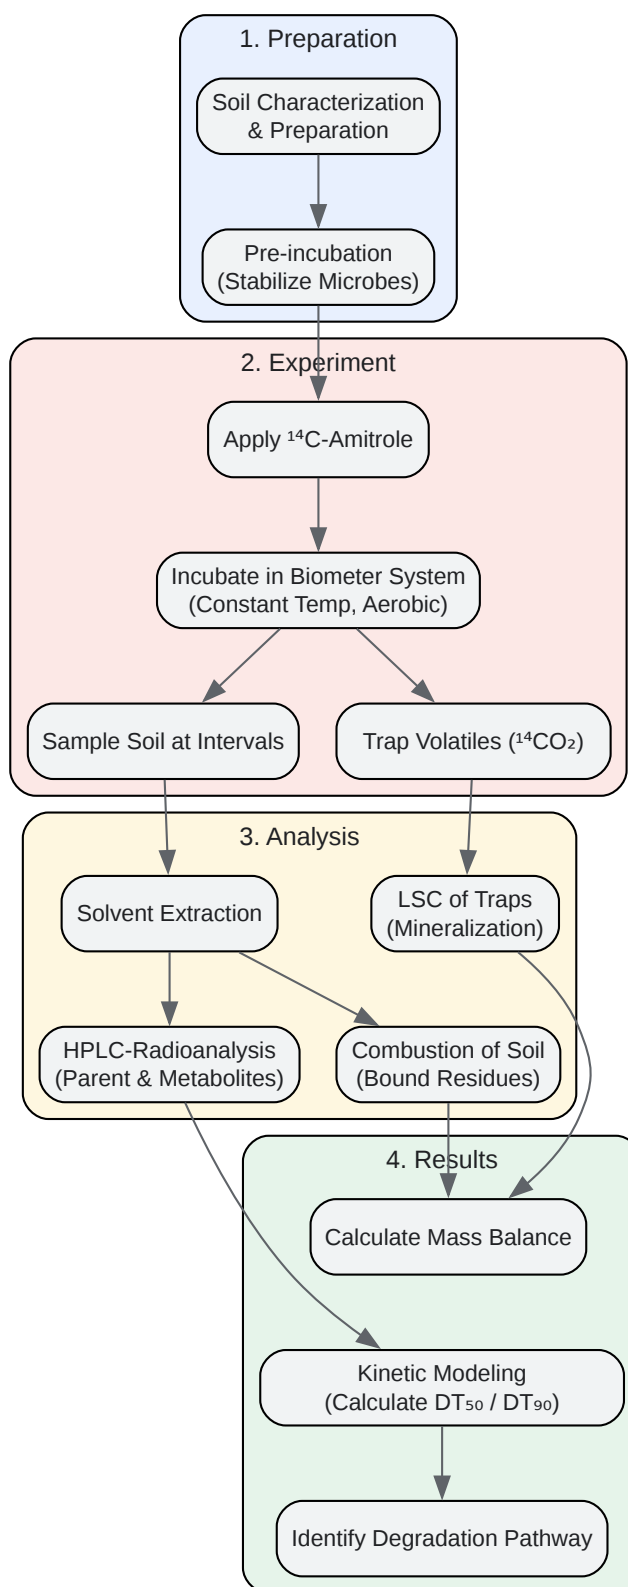 1. Preparation
Soil Characterization
& Preparation
Pre-incubation
(Stabilize Microbes)
2. Experiment
Apply ¹⁴C-Amitrole
Incubate in Biometer System
(Constant Temp, Aerobic)
Sample Soil at Intervals
Trap Volatiles (¹⁴CO₂)
3. Analysis
Solvent Extraction
LSC of Traps
(Mineralization)
HPLC-Radioanalysis
(Parent & Metabolites)
Combustion of Soil
(Bound Residues)
4. Results
Calculate Mass Balance
Kinetic Modeling
(Calculate DT₅₀ / DT₉₀)
Identify Degradation Pathway